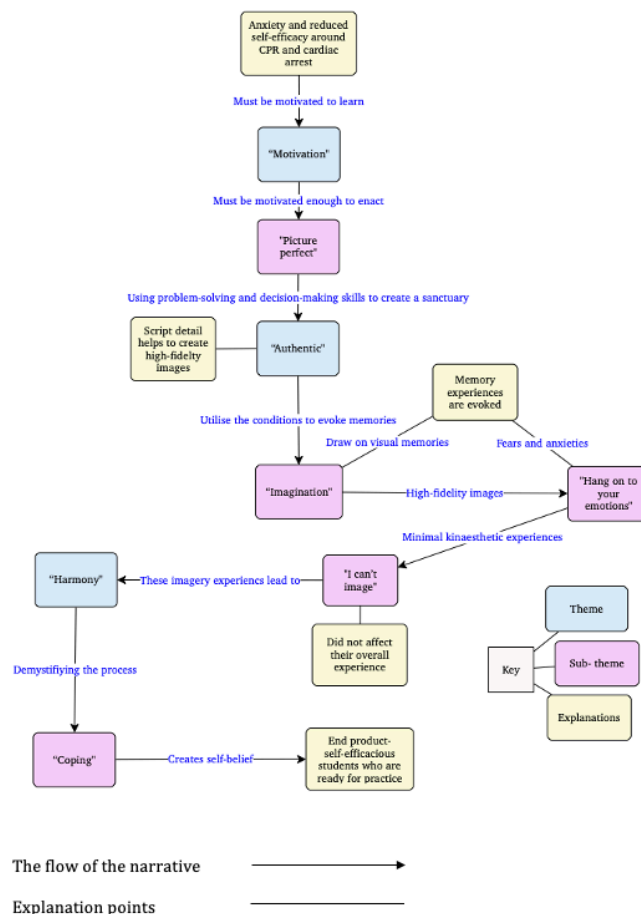 Anxiety and reduced
self-efficacy around
CPR and cardiac
arrest
Must be motivated to learn
“Motivation”
Must be motivated enough to enact
“Picture
perfect”
Using problem-solving and decision-making skills to create a sanctuary
Script detail
helps to create
high-fidelty
images
“Authentic”
Memory
experiences
are evoked
Utilise the conditions to evoke memories
Draw on visual memories
Fears and anxieties
“Imagination”
High-fidelity images
"Hang on to
your
emotions"
Minimal kinaesthetic experiences
“Harmony”
These imagery experiencs lead to
"I can't
image"
Did not affect
their overall
experience
Theme
Key
Sub- theme
Explanations
Demystifiying the process
“Coping”
Creates self-belief
End product-
self-efficacious
students who are
ready for practice
The flow of the narrative
Explanation points